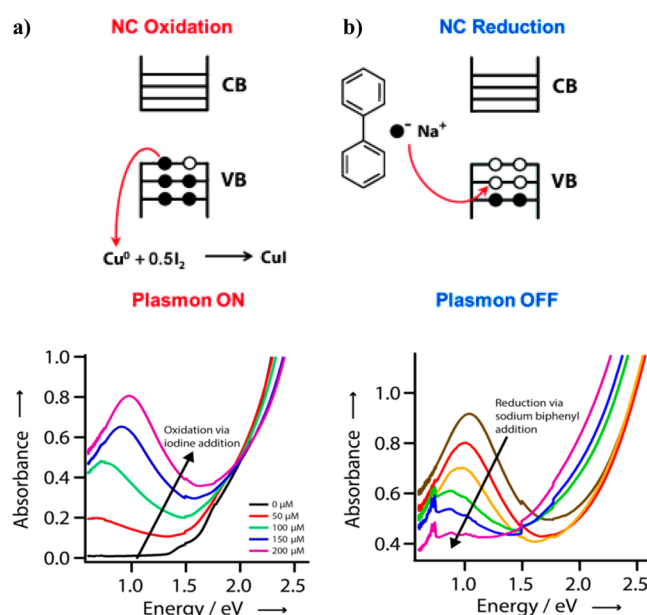 a)
NC Oxidation
CB
VB
Cu⁰ + 0.5I₂ ⟶ CuI
Plasmon ON
Absorbance ⟶
1.0
0.8
0.6
0.4
0.2
0.0
Oxidation via
iodine addition
0 μM
50 μM
100 μM
150 μM
200 μM
1.0 1.5 2.0 2.5
Energy / eV ⟶
b)
NC Reduction
CB
− Na⁺
VB
Plasmon OFF
Absorbance ⟶
1.0
0.8
0.6
0.4
Reduction via
sodium biphenyl
addition
1.0 1.5 2.0 2.5
Energy / eV ⟶